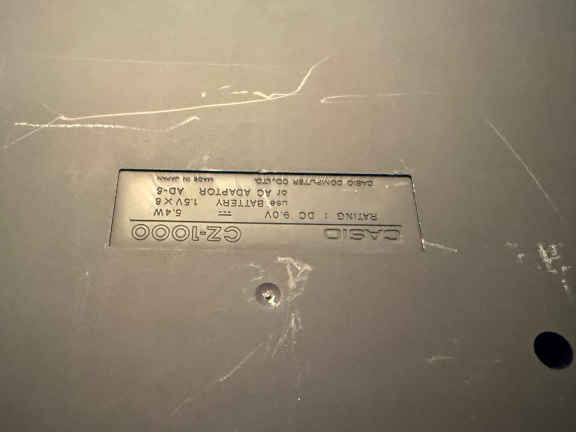 CASIO CZ-1000
RATING : DC 9.0V ⎓ 5.4W
use BATTERY 1.5V X 6
or AC ADAPTOR AD-5
CASIO COMPUTER CO.,LTD. MADE IN JAPAN